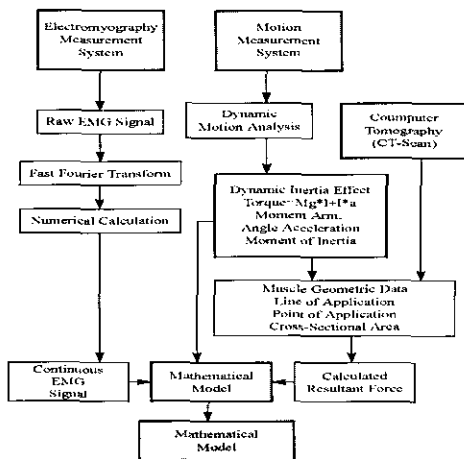 Electromyography
Measurement
System
Motion
Measurement
System
Raw EMG Signal
Dynamic
Motion Analysis
Coumputer
Tomography
(CT-Scan)
Fast Fourier Transform
Numerical Calculation
Dynamic Inertia Effect
Torque=Mg*l+I*a
Moment Arm.
Angle Acceleration
Moment of Inertia
Muscle Geometric Data
Line of Application
Point of Application
Cross-Sectional Area
Continuous
EMG
Signal
Mathematical
Model
Calculated
Resultant Force
Mathematical
Model